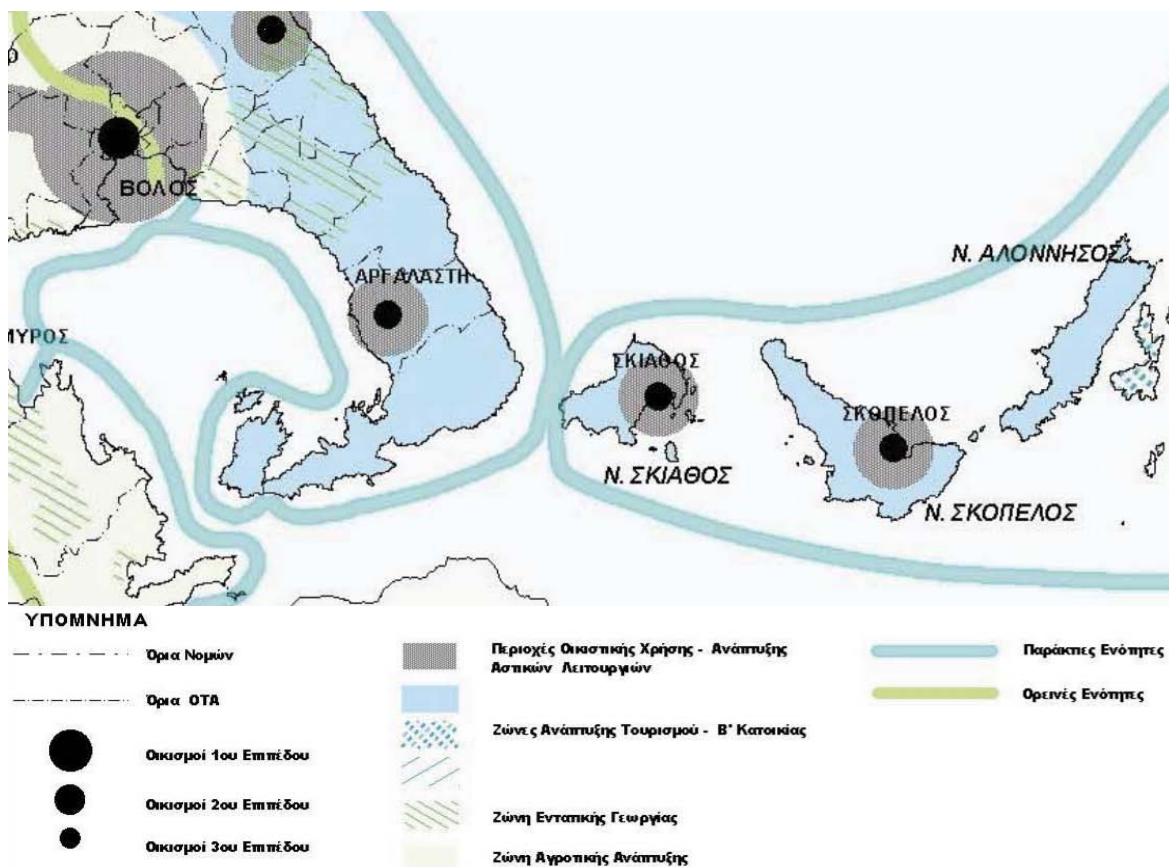 ΒΟΛΟΣ
ΑΡΓΑΛΑΣΤΗ
Ν. ΑΛΟΝΝΗΣΟΣ
ΜΥΡΟΣ
ΣΚΙΑΘΟΣ
ΣΚΟΠΕΛΟΣ
Ν. ΣΚΙΑΘΟΣ
Ν. ΣΚΟΠΕΛΟΣ
ΥΠΟΜΝΗΜΑ
Όρια Νομών
Όρια ΟΤΑ
Οικισμοί 1ου Επιπέδου
Οικισμοί 2ου Επιπέδου
Οικισμοί 3ου Επιπέδου
Περιοχές Οικιστικής Χρήσης - Ανάπτυξης
Αστικών Λειτουργιών
Ζώνες Ανάπτυξης Τουρισμού - Β' Κατοικίας
Ζώνη Εντατικής Γεωργίας
Ζώνη Αγροτικής Ανάπτυξης
Παράκτιες Ενότητες
Ορεινές Ενότητες